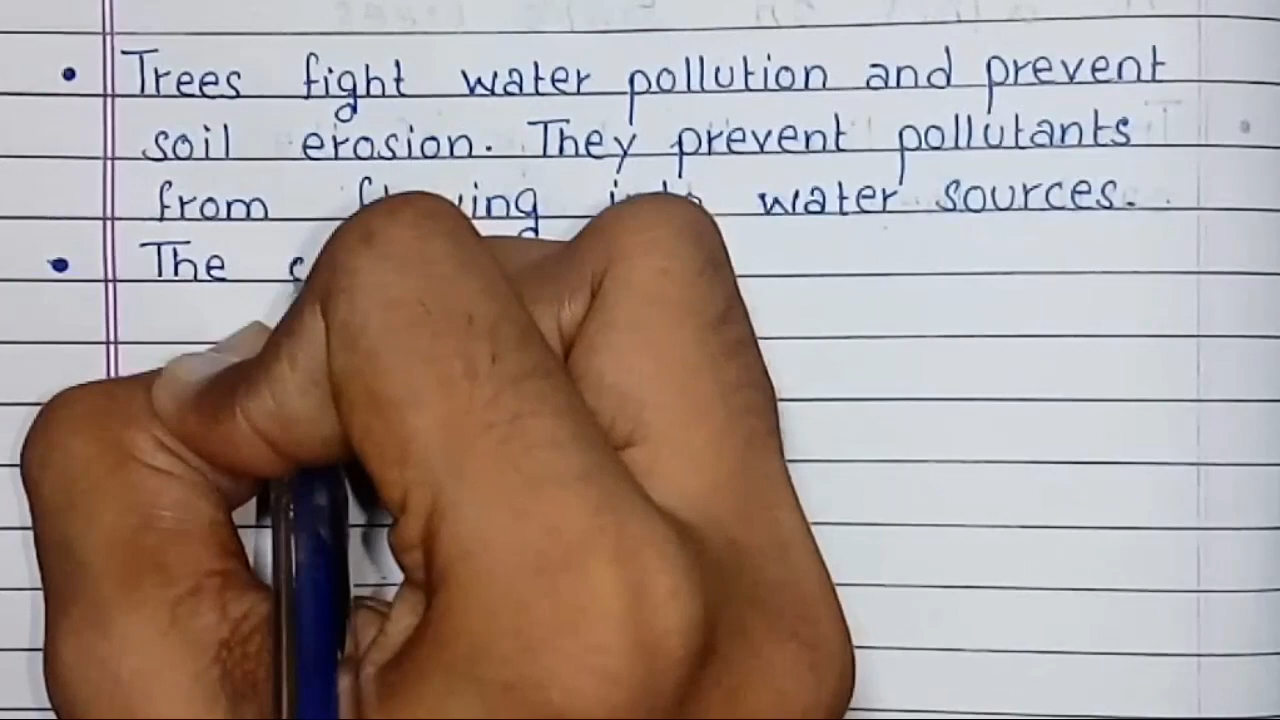 • Trees fight water pollution and prevent
soil erosion. They prevent pollutants
from water sources.
• The